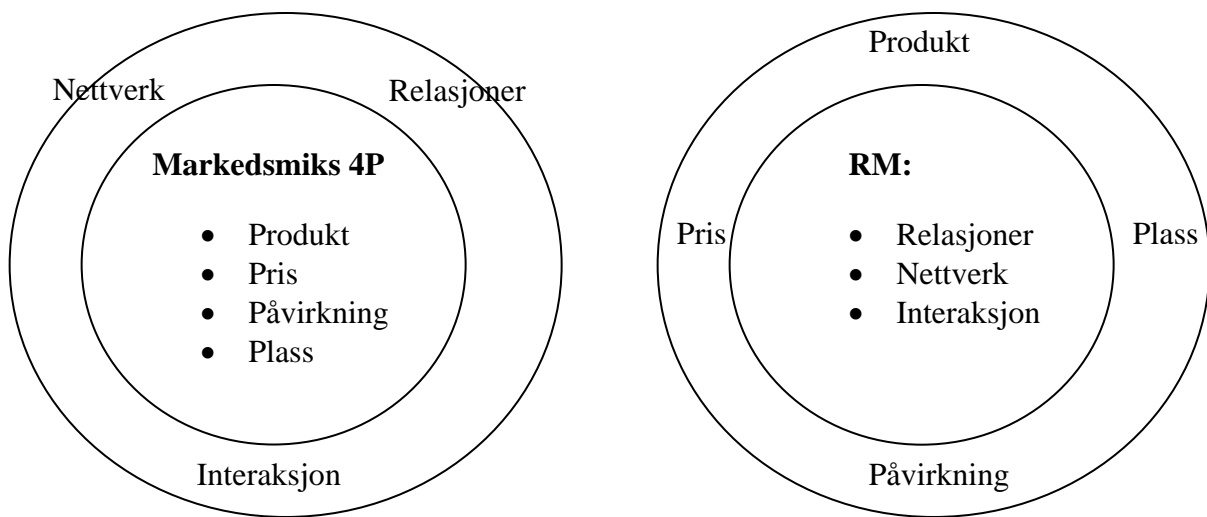 Nettverk
Relasjoner
Markedsmiks 4P
• Produkt
• Pris
• Påvirkning
• Plass
Interaksjon
Produkt
RM:
Pris
• Relasjoner
• Nettverk
• Interaksjon
Plass
Påvirkning